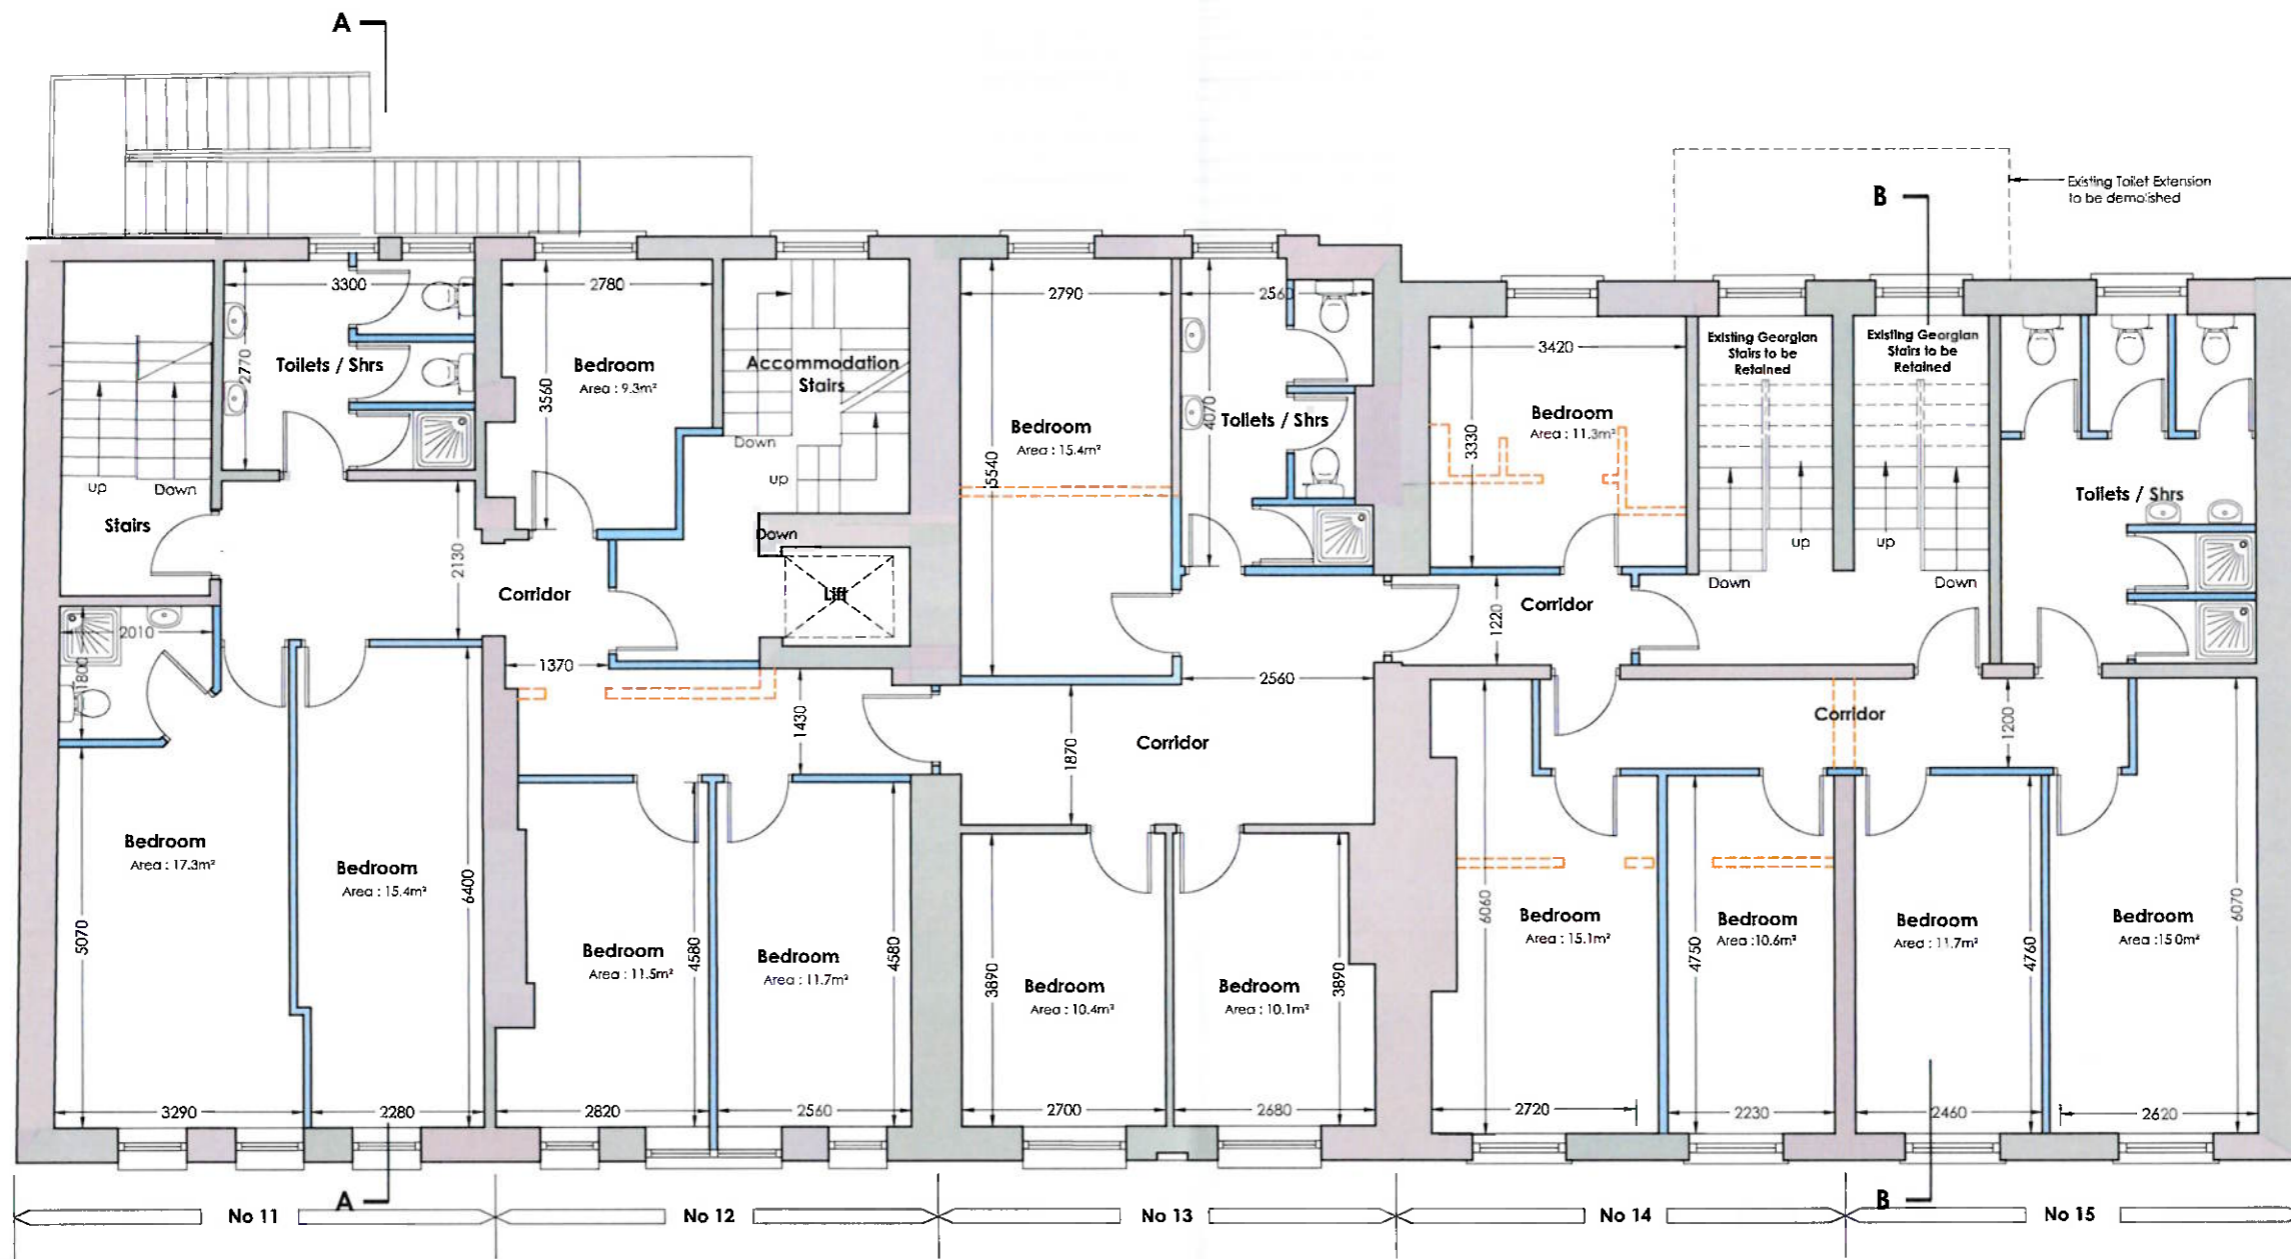 A
Existing Toilet Extension
to be demolished
B
3300
2780
2790
2560
3420
Existing Georgian
Stairs to be
Retained
Existing Georgian
Stairs to be
Retained
2770
Toilets / Shrs
3560
Bedroom
Area : 9.3m²
Accommodation
Stairs
Down
up
5540
Bedroom
Area : 15.4m²
4070
Toilets / Shrs
3330
Bedroom
Area : 11.3m²
up
Down
up
Down
Toilets / Shrs
up
Down
Stairs
2130
Corridor
Down
Lift
Corridor
1220
2010
1800
1370
1430
2560
1870
Corridor
Corridor
1200
Bedroom
Area : 17.3m²
5070
Bedroom
Area : 15.4m²
6400
Bedroom
Area : 11.5m²
4580
Bedroom
Area : 11.7m²
4580
3890
Bedroom
Area : 10.4m²
Bedroom
Area : 10.1m²
3890
6060
Bedroom
Area : 15.1m²
4750
Bedroom
Area :10.6m²
Bedroom
Area : 11.7m²
4760
Bedroom
Area :15.0m²
6070
3290
2280
2820
2560
2700
2680
2720
2230
2460
2620
A
B
No 11
No 12
No 13
No 14
No 15